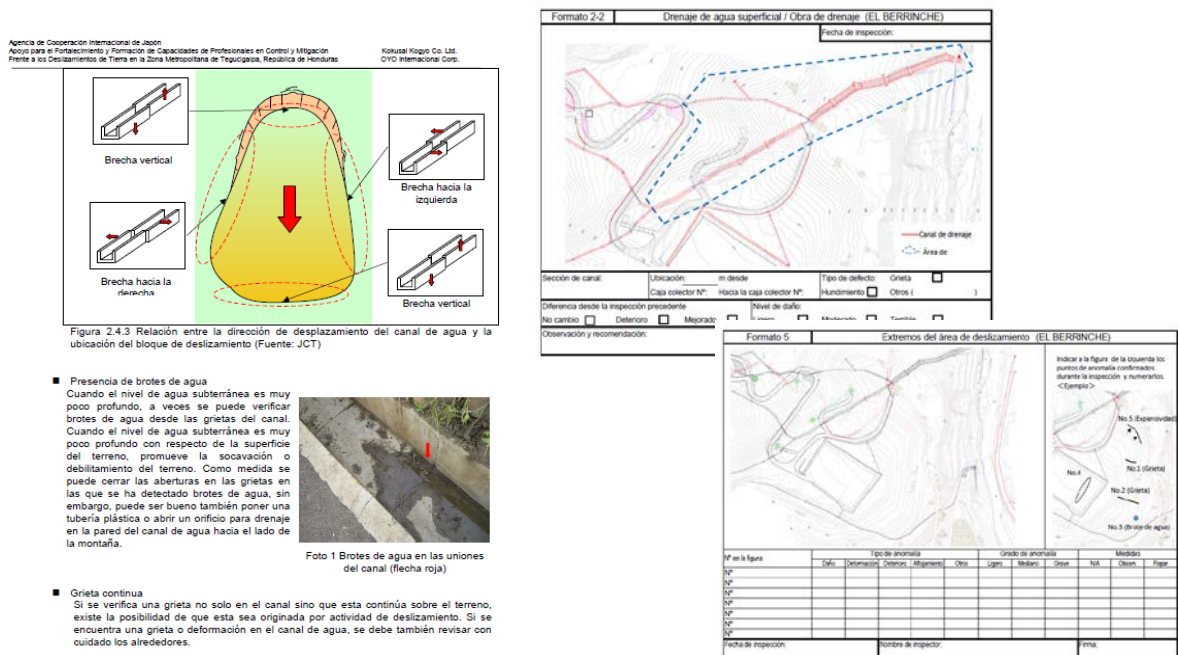 Agencia de Cooperación Internacional de Japón
Apoyo para el Fortalecimiento y Formación de Capacidades de Profesionales en Control y Mitigación
Frente a los Deslizamientos de Tierra en la Zona Metropolitana de Tegucigalpa, República de Honduras
Kokusai Kogyo Co. Ltd.
OYO Internacional Corp.
Brecha vertical
Brecha hacia la
izquierda
Brecha hacia la
derecha
Brecha vertical
Figura 2.4.3 Relación entre la dirección de desplazamiento del canal de agua y la
ubicación del bloque de deslizamiento (Fuente: JCT)
■ Presencia de brotes de agua
Cuando el nivel de agua subterránea es muy
poco profundo, a veces se puede verificar
brotes de agua desde las grietas del canal.
Cuando el nivel de agua subterránea es muy
poco profundo con respecto de la superficie
del terreno, promueve la socavación o
debilitamiento del terreno. Como medida se
puede cerrar las aberturas en las grietas en
las que se ha detectado brotes de agua, sin
embargo, puede ser bueno también poner una
tubería plástica o abrir un orificio para drenaje
en la pared del canal de agua hacia el lado de
la montaña.
Foto 1 Brotes de agua en las uniones
del canal (flecha roja)
■ Grieta continua
Si se verifica una grieta no solo en el canal sino que esta continúa sobre el terreno,
existe la posibilidad de que esta sea originada por actividad de deslizamiento. Si se
encuentra una grieta o deformación en el canal de agua, se debe también revisar con
cuidado los alrededores.
Formato 2-2
Drenaje de agua superficial / Obra de drenaje (EL BERRINCHE)
Fecha de inspección:
Canal de drenaje
Área de
Sección de canal:
Ubicación: m desde
Tipo de defecto: Grieta
Caja colector Nº: Hacia la caja colector Nº:
Hundimiento Otros ( )
Diferencia desde la inspección precedente
Nivel de daño:
No cambio Deterioro Mejorado
Ligero Moderado Terrible
Observación y recomendación:
Formato 5
Extremos del área de deslizamiento (EL BERRINCHE)
Indicar a la figura de la izquierda los
puntos de anomalía confirmados
durante la inspección y numerarlos.
<Ejemplo>
No.5 (Expansividad)
No.1 (Grieta)
No.4
No.2 (Grieta)
No.3 (Brote de agua)
Nº en la figura
Tipo de anomalía
Grado de anomalía
Medidas
Daño Deformación Deterioro Aflojamiento Otros Ligero Mediano Grave N/A Observ. Repar.
Nº
Nº
Nº
Nº
Nº
Nº
Nº
Fecha de inspección:
Nombre de inspector:
Firma: